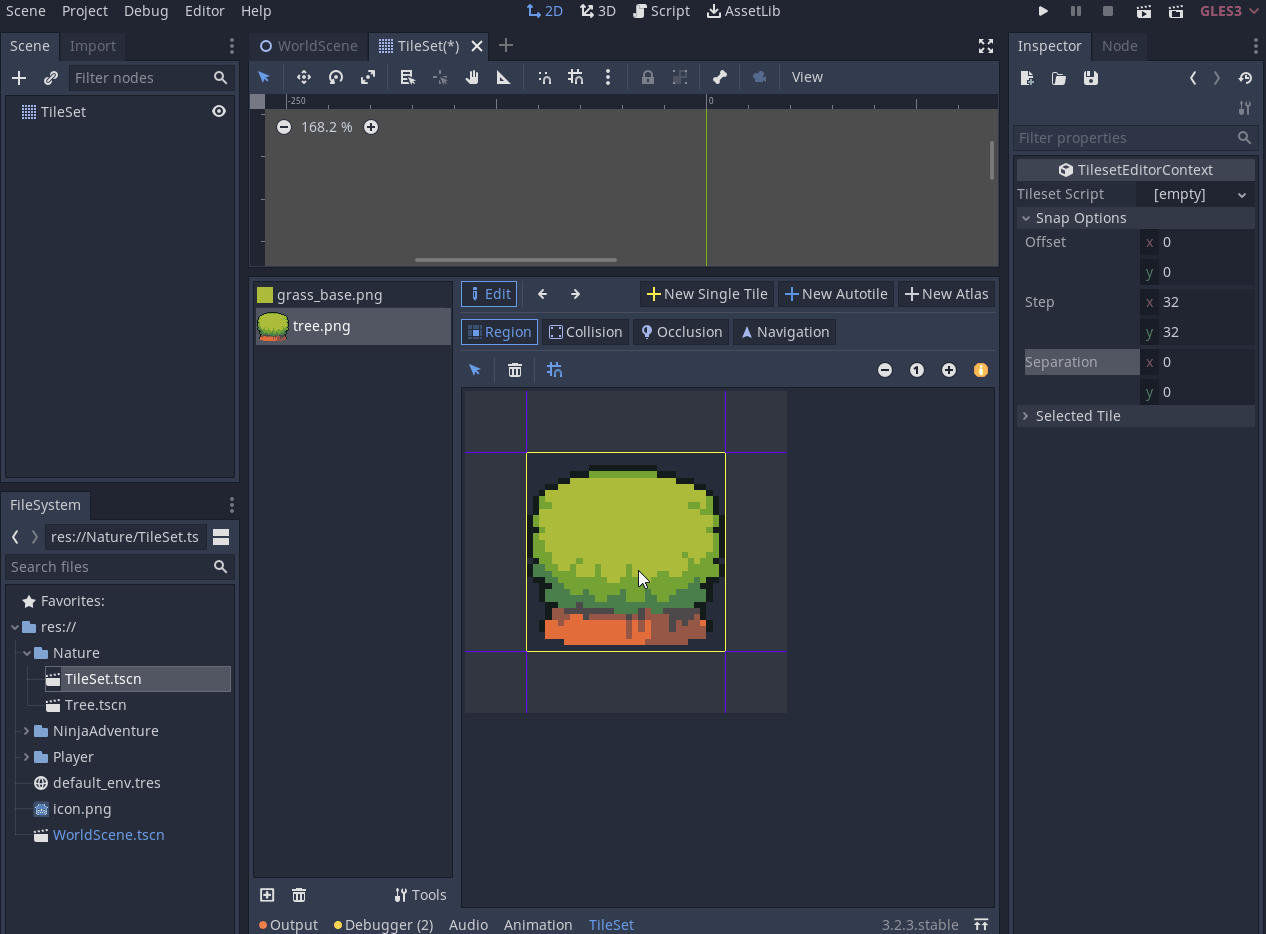 Scene Project Debug Editor Help 2D 3D Script AssetLib GLES3
Scene Import WorldScene TileSet(*) Inspector Node
Filter nodes View
TileSet
-250 0
168.2 %
Filter properties
TilesetEditorContext
Tileset Script [empty]
Snap Options
Offset x 0
y 0
Step x 32
y 32
Separation x 0
y 0
Selected Tile
grass_base.png
tree.png
Edit New Single Tile New Autotile New Atlas
Region Collision Occlusion Navigation
1
FileSystem
res://Nature/TileSet.ts
Search files
Favorites:
res://
Nature
TileSet.tscn
Tree.tscn
NinjaAdventure
Player
default_env.tres
icon.png
WorldScene.tscn
Tools
Output Debugger (2) Audio Animation TileSet 3.2.3.stable